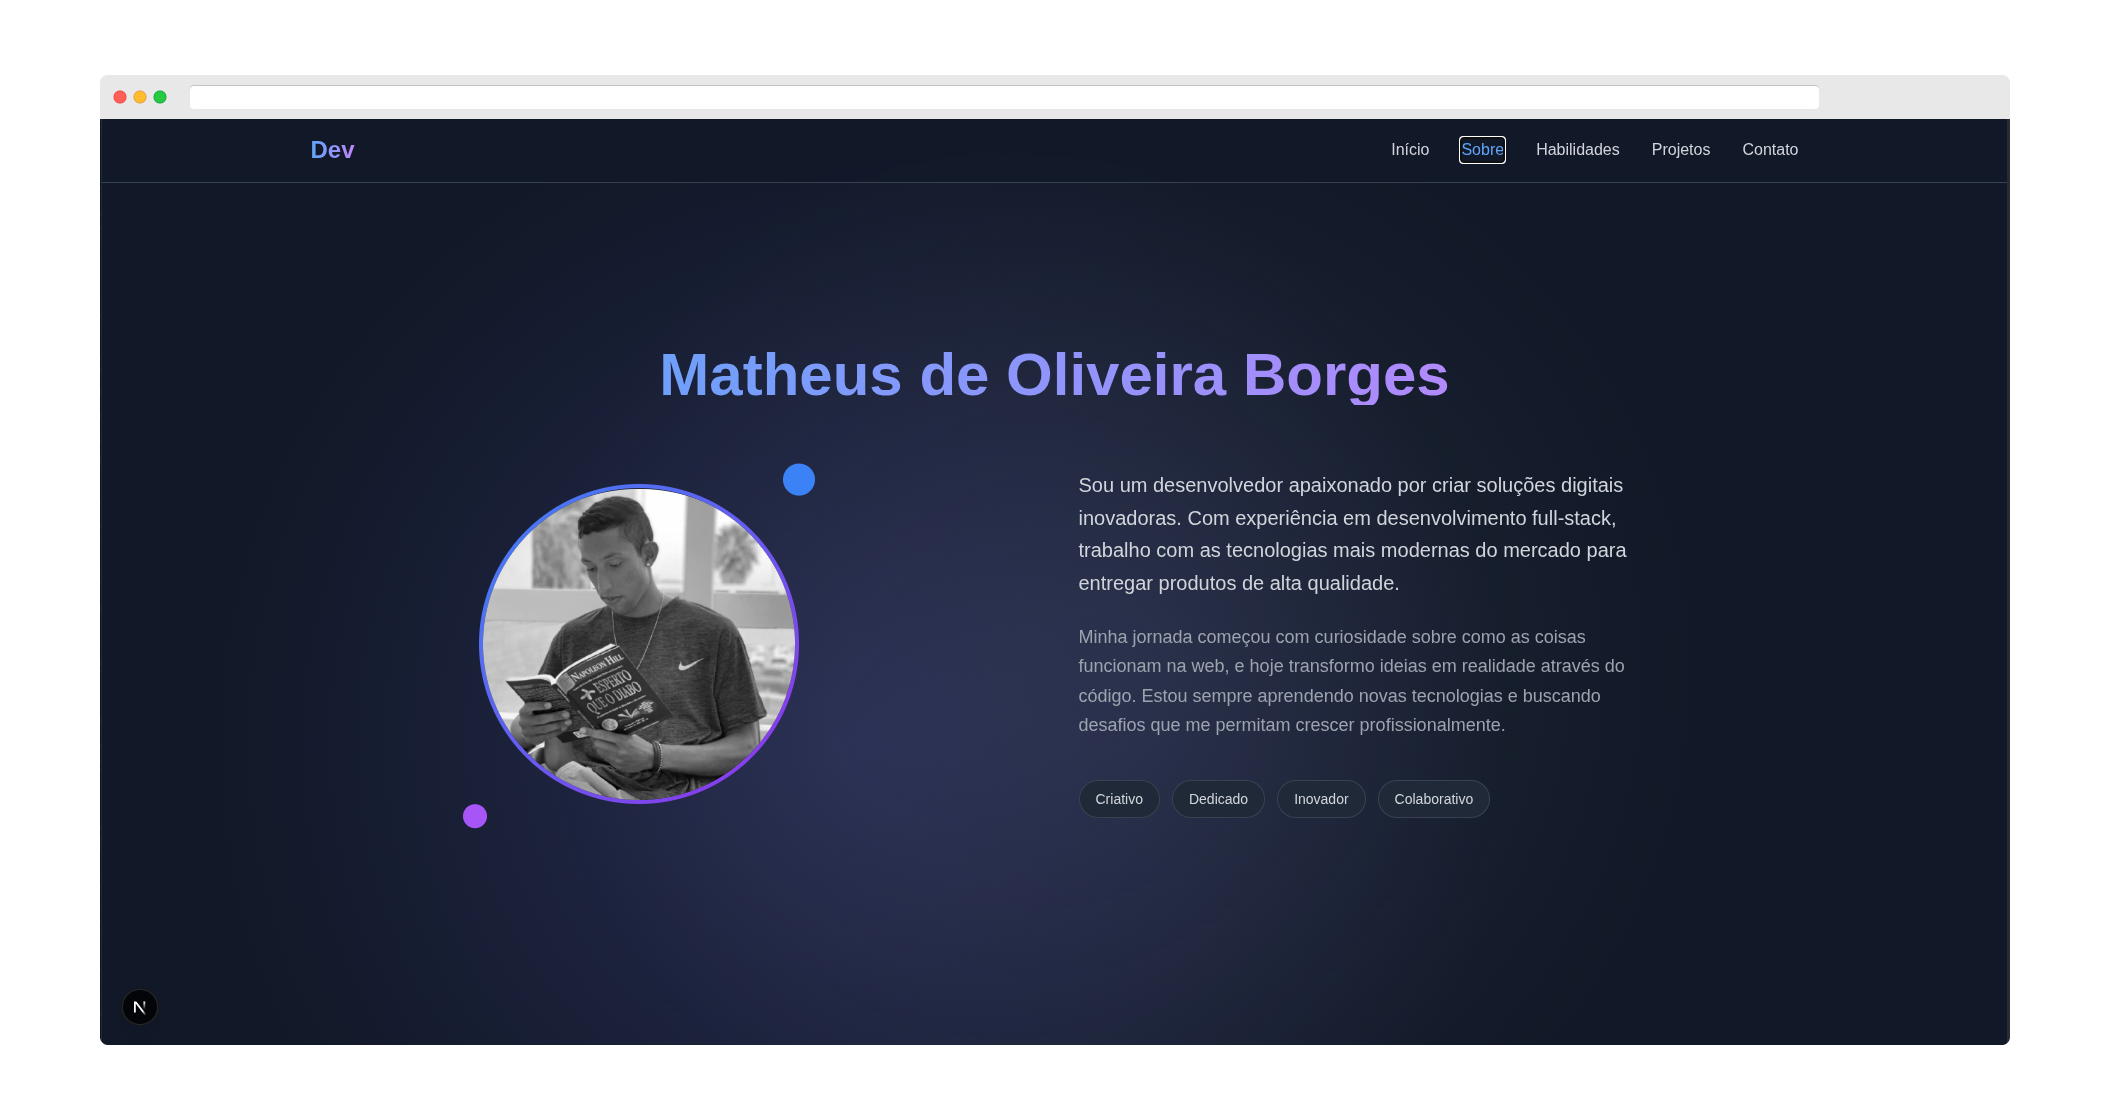 Dev
Início Sobre Habilidades Projetos Contato
Matheus de Oliveira Borges
Sou um desenvolvedor apaixonado por criar soluções digitais
inovadoras. Com experiência em desenvolvimento full-stack,
trabalho com as tecnologias mais modernas do mercado para
entregar produtos de alta qualidade.
NAPOLEON HILL
+ ESPERTO
QUE O DIABO
Minha jornada começou com curiosidade sobre como as coisas
funcionam na web, e hoje transformo ideias em realidade através do
código. Estou sempre aprendendo novas tecnologias e buscando
desafios que me permitam crescer profissionalmente.
Criativo Dedicado Inovador Colaborativo
N